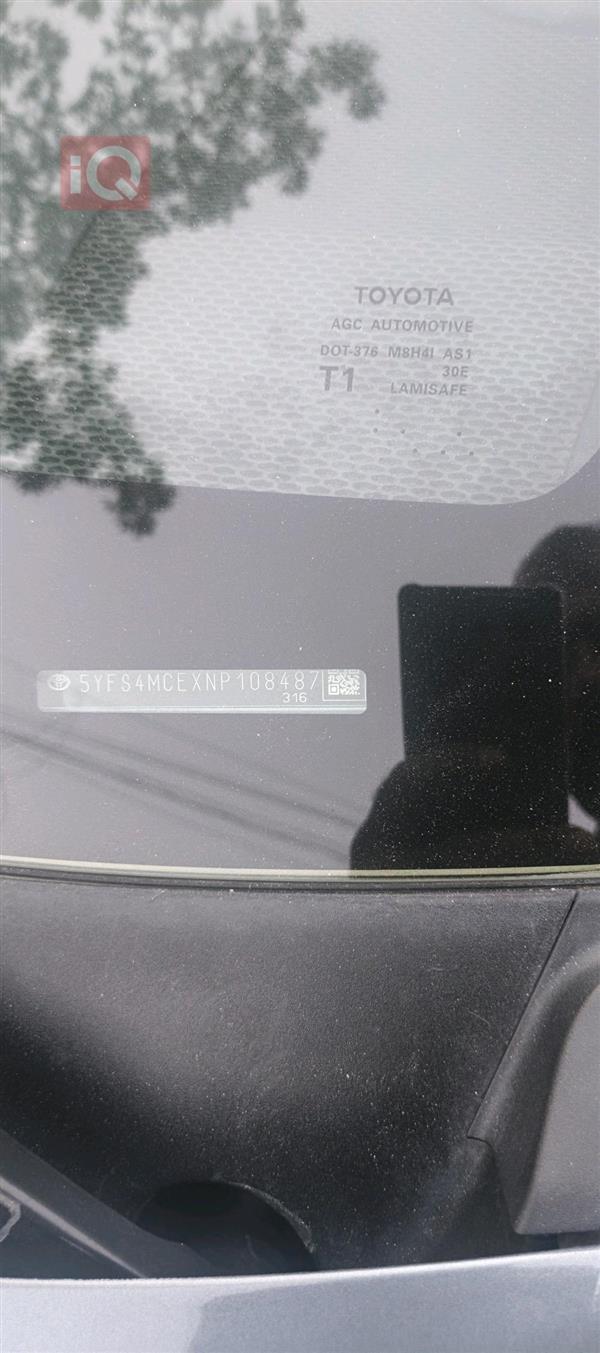 iQ
TOYOTA
AGC AUTOMOTIVE
DOT-376 M8H4I AS1
30E
T1
LAMISAFE
5YFS4MCEXNP108487
316